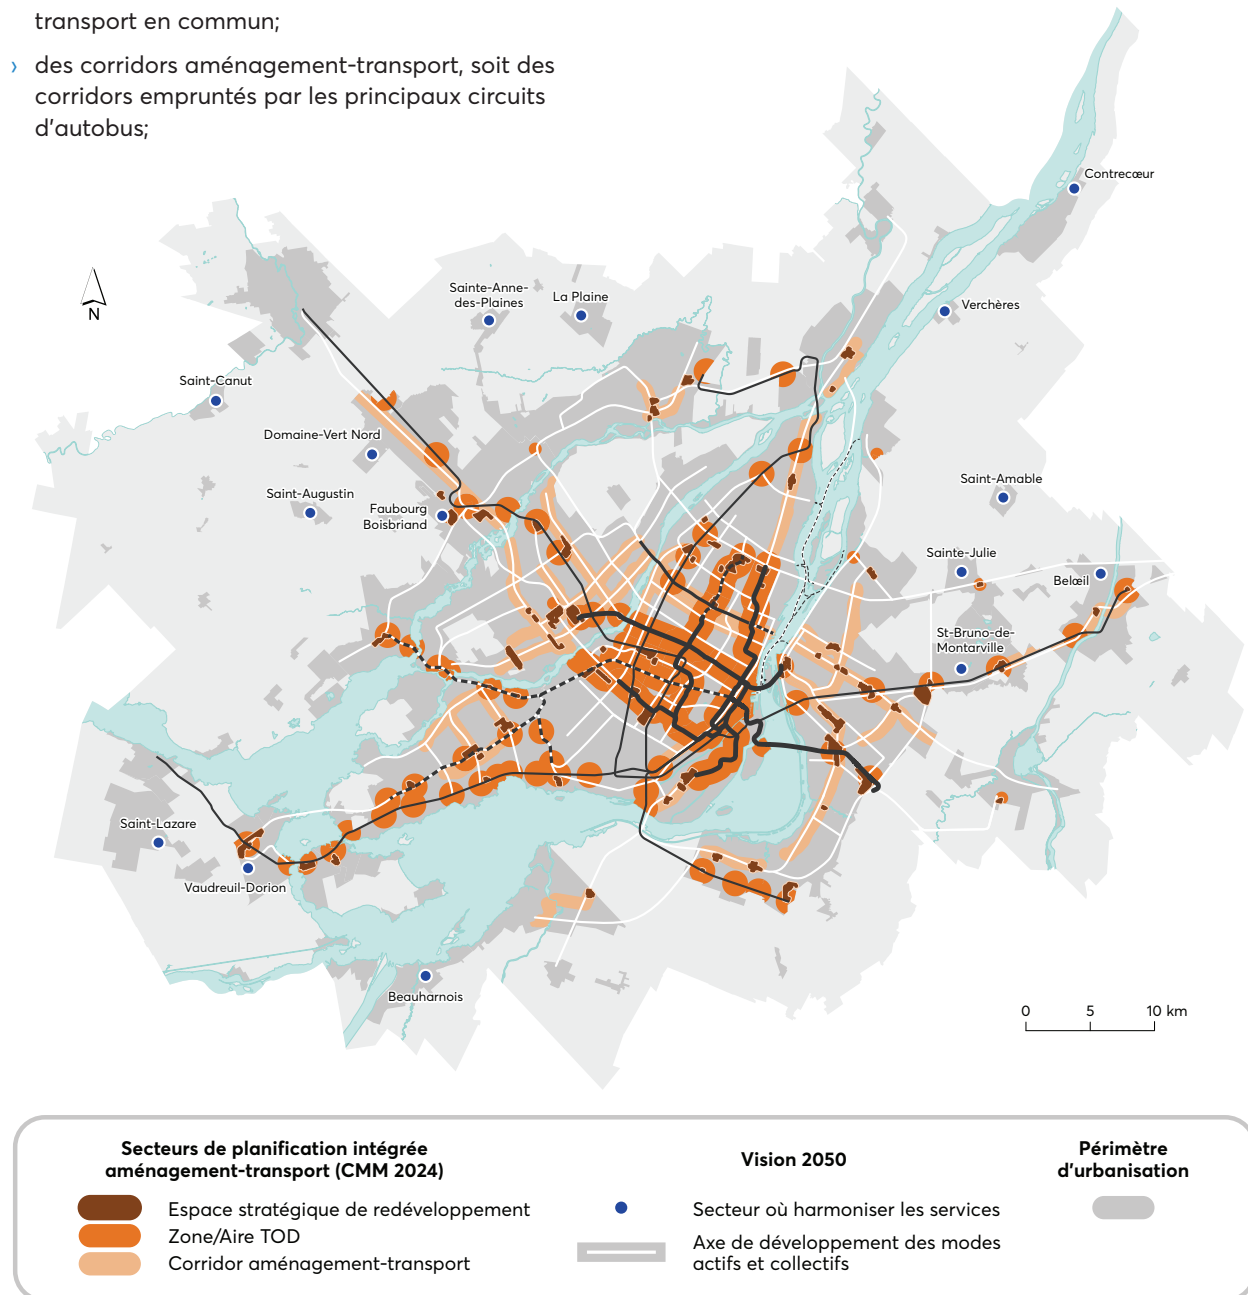 transport en commun;
› des corridors aménagement-transport, soit des
corridors empruntés par les principaux circuits
d'autobus;
Contrecœur
Sainte-Anne-
des-Plaines
La Plaine
Verchères
N
Saint-Canut
Domaine-Vert Nord
Saint-Augustin
Faubourg
Boisbriand
Saint-Amable
Sainte-Julie
Belœil
St-Bruno-de-
Montarville
Saint-Lazare
Vaudreuil-Dorion
Beauharnois
0 5 10 km
Secteurs de planification intégrée
aménagement-transport (CMM 2024)
Espace stratégique de redéveloppement
Zone/Aire TOD
Corridor aménagement-transport
Vision 2050
Secteur où harmoniser les services
Axe de développement des modes
actifs et collectifs
Périmètre
d'urbanisation